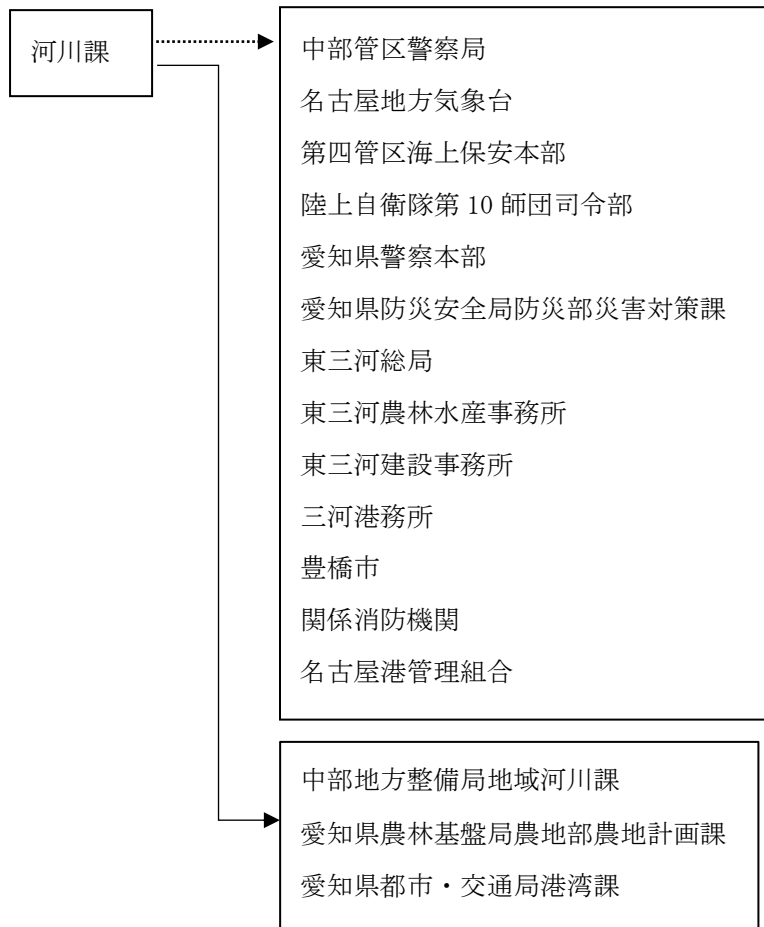 河川課
中部管区警察局
名古屋地方気象台
第四管区海上保安本部
陸上自衛隊第 10 師団司令部
愛知県警察本部
愛知県防災安全局防災部災害対策課
東三河総局
東三河農林水産事務所
東三河建設事務所
三河港務所
豊橋市
関係消防機関
名古屋港管理組合
中部地方整備局地域河川課
愛知県農林基盤局農地部農地計画課
愛知県都市・交通局港湾課